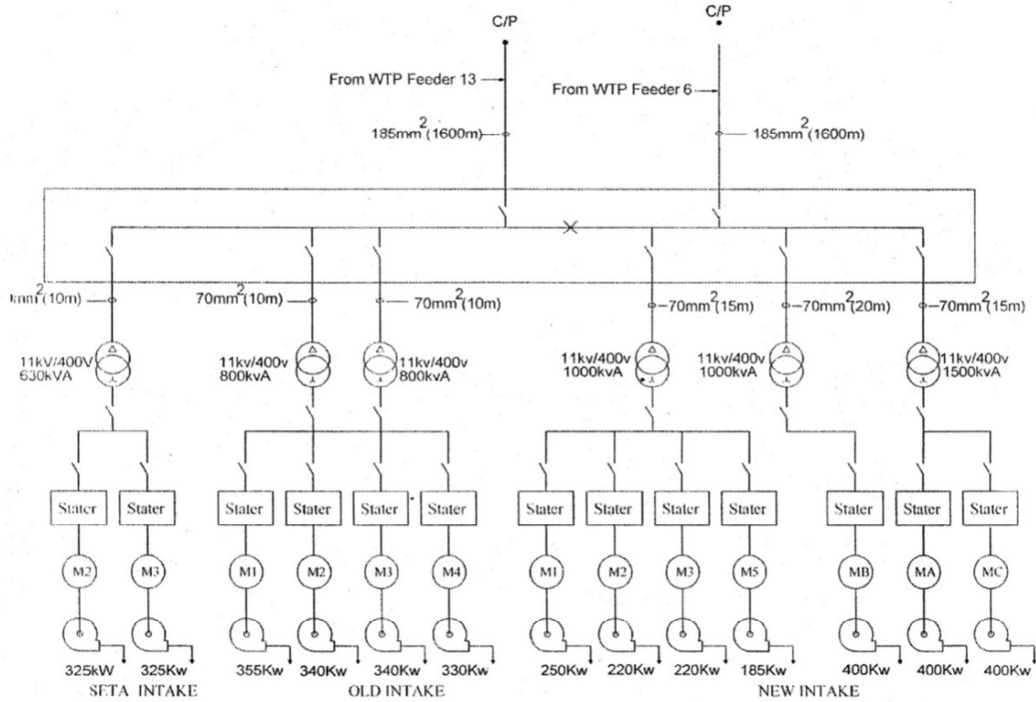 C/P
C/P
From WTP Feeder 13
From WTP Feeder 6
185mm² (1600m)
185mm² (1600m)
mm² (10m)
70mm² (10m)
70mm² (10m)
70mm² (15m)
70mm² (20m)
70mm² (15m)
11kV/400V
630kVA
11kv/400v
800kvA
11kv/400v
800kvA
11kv/400v
1000kvA
11kv/400v
1000kvA
11kv/400v
1500kvA
Stater Stater Stater Stater Stater Stater Stater Stater Stater Stater Stater Stater Stater
M2 M3 M1 M2 M3 M4 M1 M2 M3 M5 MB MA MC
325kW 325Kw 355Kw 340Kw 340Kw 330Kw 250Kw 220Kw 220Kw 185Kw 400Kw 400Kw 400Kw
SETA INTAKE OLD INTAKE NEW INTAKE